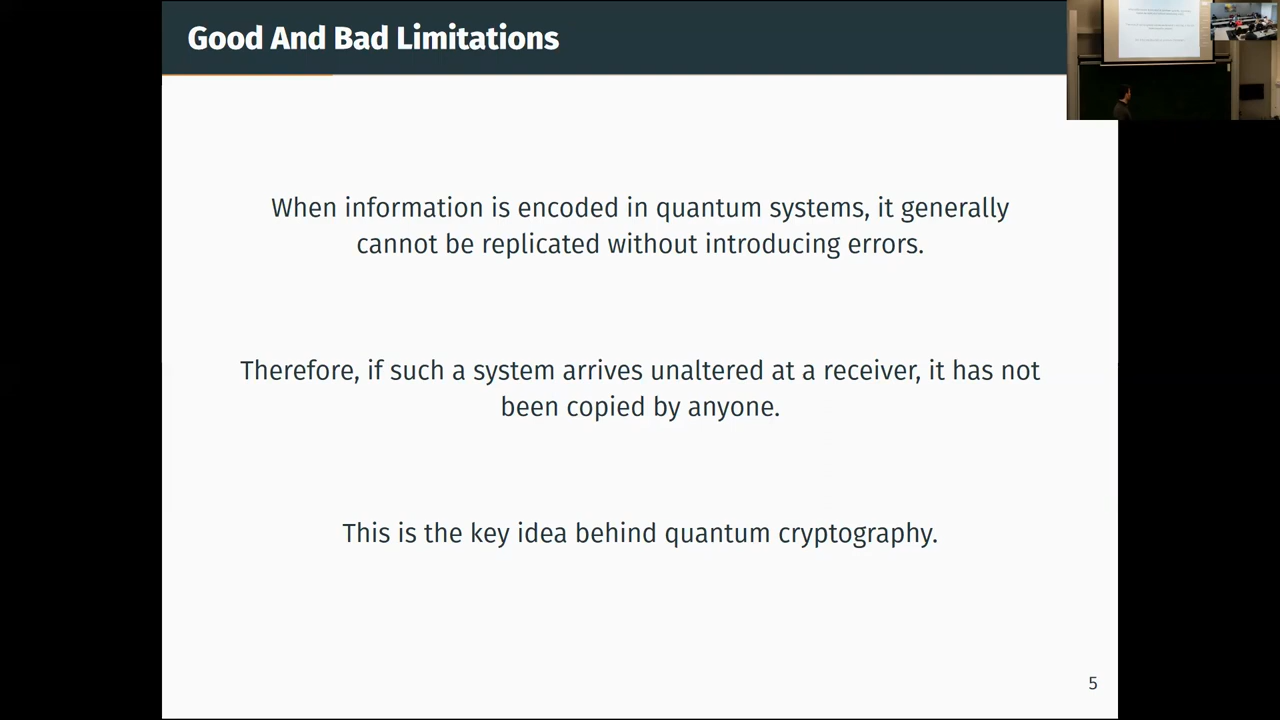 Good And Bad Limitations
When information is encoded in quantum systems, it generally
cannot be replicated without introducing errors.
Therefore, if such a system arrives unaltered at a receiver, it has not
been copied by anyone.
This is the key idea behind quantum cryptography.
5